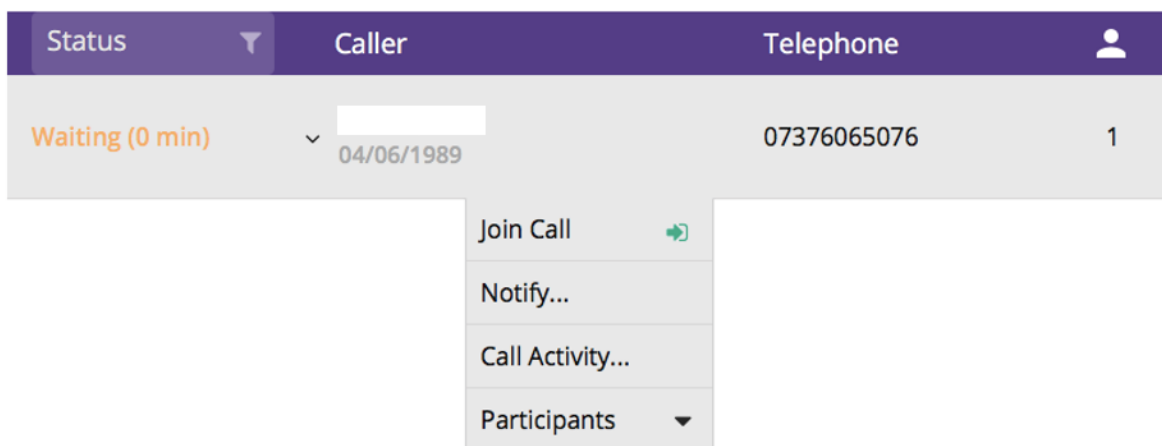 Status Caller Telephone
Waiting (0 min) 07376065076 1
04/06/1989
Join Call
Notify...
Call Activity...
Participants